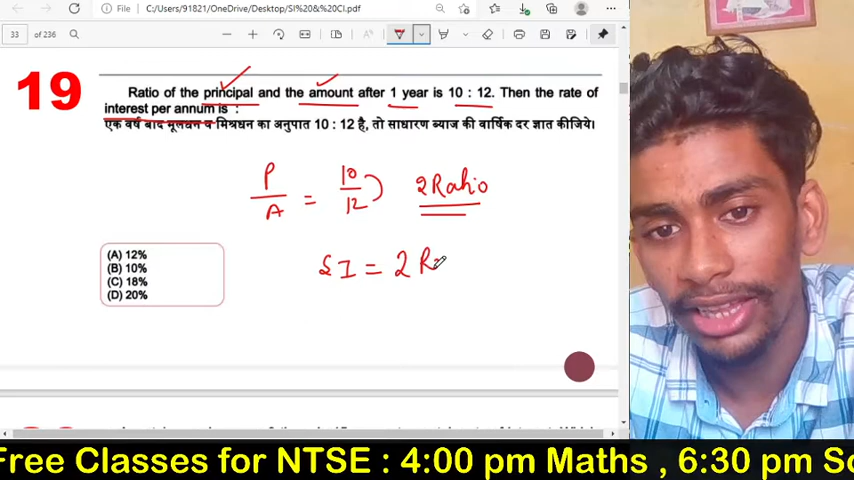 File
C:/Users/91821/OneDrive/Desktop/SI%20&%20CI.pdf
33 of 236
19
Ratio of the principal and the amount after 1 year is 10 : 12. Then the rate of
interest per annum is :
एक वर्ष बाद मूलधन व मिश्रधन का अनुपात 10 : 12 है, तो साधारण ब्याज की वार्षिक दर ज्ञात कीजिये।
P/A = 10/12 2Ratio
SI = 2 Ra
(A) 12%
(B) 10%
(C) 18%
(D) 20%
Free Classes for NTSE : 4:00 pm Maths , 6:30 pm Sc